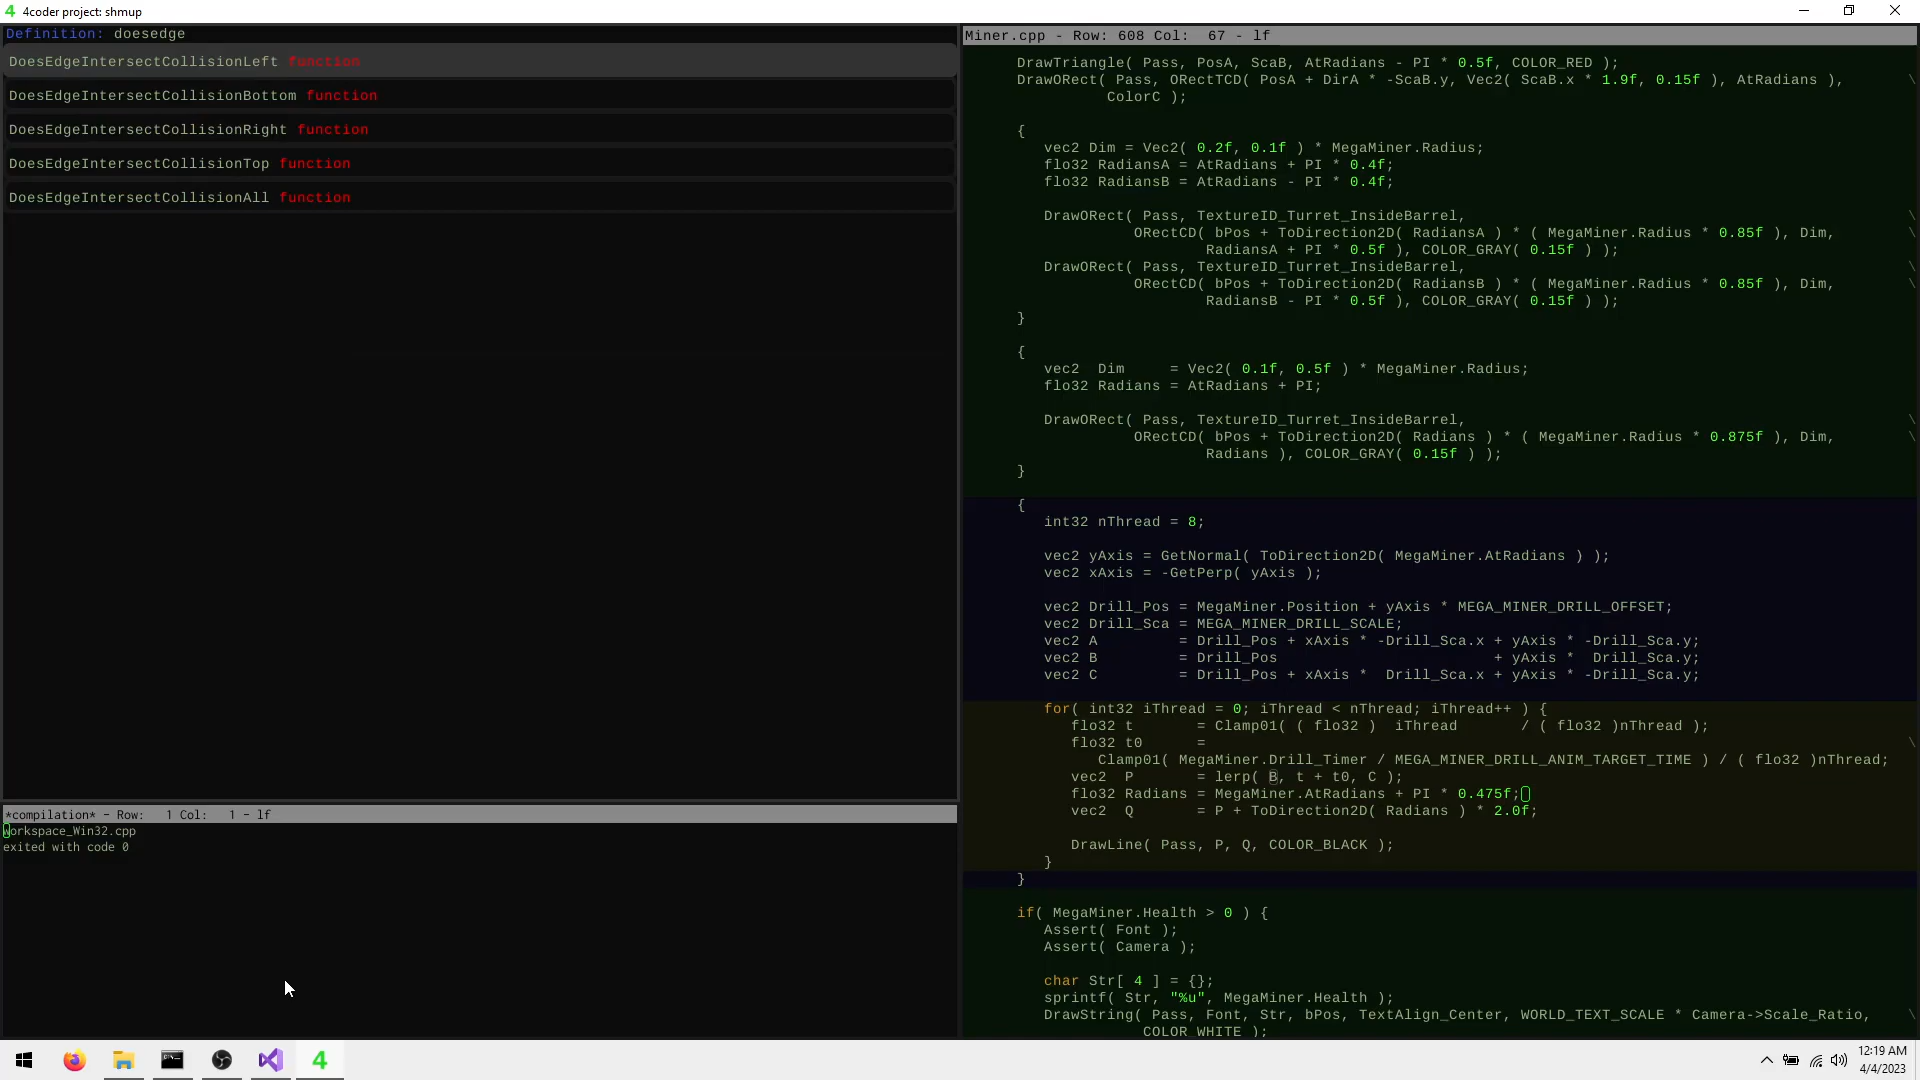 4 4coder project: shmup
Definition: doesedge
DoesEdgeIntersectCollisionLeft function
DoesEdgeIntersectCollisionBottom function
DoesEdgeIntersectCollisionRight function
DoesEdgeIntersectCollisionTop function
DoesEdgeIntersectCollisionAll function
*compilation* - Row:   1 Col:   1 - lf
workspace_Win32.cpp
exited with code 0
Miner.cpp - Row: 608 Col:  67 - lf
DrawTriangle( Pass, PosA, ScaB, AtRadians - PI * 0.5f, COLOR_RED );
DrawORect( Pass, ORectTCD( PosA + DirA * -ScaB.y, Vec2( ScaB.x * 1.9f, 0.15f ), AtRadians ), \
ColorC );
{
vec2 Dim = Vec2( 0.2f, 0.1f ) * MegaMiner.Radius;
flo32 RadiansA = AtRadians + PI * 0.4f;
flo32 RadiansB = AtRadians - PI * 0.4f;
DrawORect( Pass, TextureID_Turret_InsideBarrel, \
ORectCD( bPos + ToDirection2D( RadiansA ) * ( MegaMiner.Radius * 0.85f ), Dim, \
RadiansA + PI * 0.5f ), COLOR_GRAY( 0.15f ) );
DrawORect( Pass, TextureID_Turret_InsideBarrel, \
ORectCD( bPos + ToDirection2D( RadiansB ) * ( MegaMiner.Radius * 0.85f ), Dim, \
RadiansB - PI * 0.5f ), COLOR_GRAY( 0.15f ) );
}
{
vec2  Dim     = Vec2( 0.1f, 0.5f ) * MegaMiner.Radius;
flo32 Radians = AtRadians + PI;
DrawORect( Pass, TextureID_Turret_InsideBarrel, \
ORectCD( bPos + ToDirection2D( Radians ) * ( MegaMiner.Radius * 0.875f ), Dim, \
Radians ), COLOR_GRAY( 0.15f ) );
}
{
int32 nThread = 8;
vec2 yAxis = GetNormal( ToDirection2D( MegaMiner.AtRadians ) );
vec2 xAxis = -GetPerp( yAxis );
vec2 Drill_Pos = MegaMiner.Position + yAxis * MEGA_MINER_DRILL_OFFSET;
vec2 Drill_Sca = MEGA_MINER_DRILL_SCALE;
vec2 A         = Drill_Pos + xAxis * -Drill_Sca.x + yAxis * -Drill_Sca.y;
vec2 B         = Drill_Pos                        + yAxis *  Drill_Sca.y;
vec2 C         = Drill_Pos + xAxis *  Drill_Sca.x + yAxis * -Drill_Sca.y;
for( int32 iThread = 0; iThread < nThread; iThread++ ) {
flo32 t       = Clamp01( ( flo32 )  iThread       / ( flo32 )nThread );
flo32 t0      = \
Clamp01( MegaMiner.Drill_Timer / MEGA_MINER_DRILL_ANIM_TARGET_TIME ) / ( flo32 )nThread;
vec2  P       = lerp( B, t + t0, C );
flo32 Radians = MegaMiner.AtRadians + PI * 0.475f;
vec2  Q       = P + ToDirection2D( Radians ) * 2.0f;
DrawLine( Pass, P, Q, COLOR_BLACK );
}
}
if( MegaMiner.Health > 0 ) {
Assert( Font );
Assert( Camera );
char Str[ 4 ] = {};
sprintf( Str, "%u", MegaMiner.Health );
DrawString( Pass, Font, Str, bPos, TextAlign_Center, WORLD_TEXT_SCALE * Camera->Scale_Ratio, \
COLOR_WHITE );
4
12:19 AM
4/4/2023